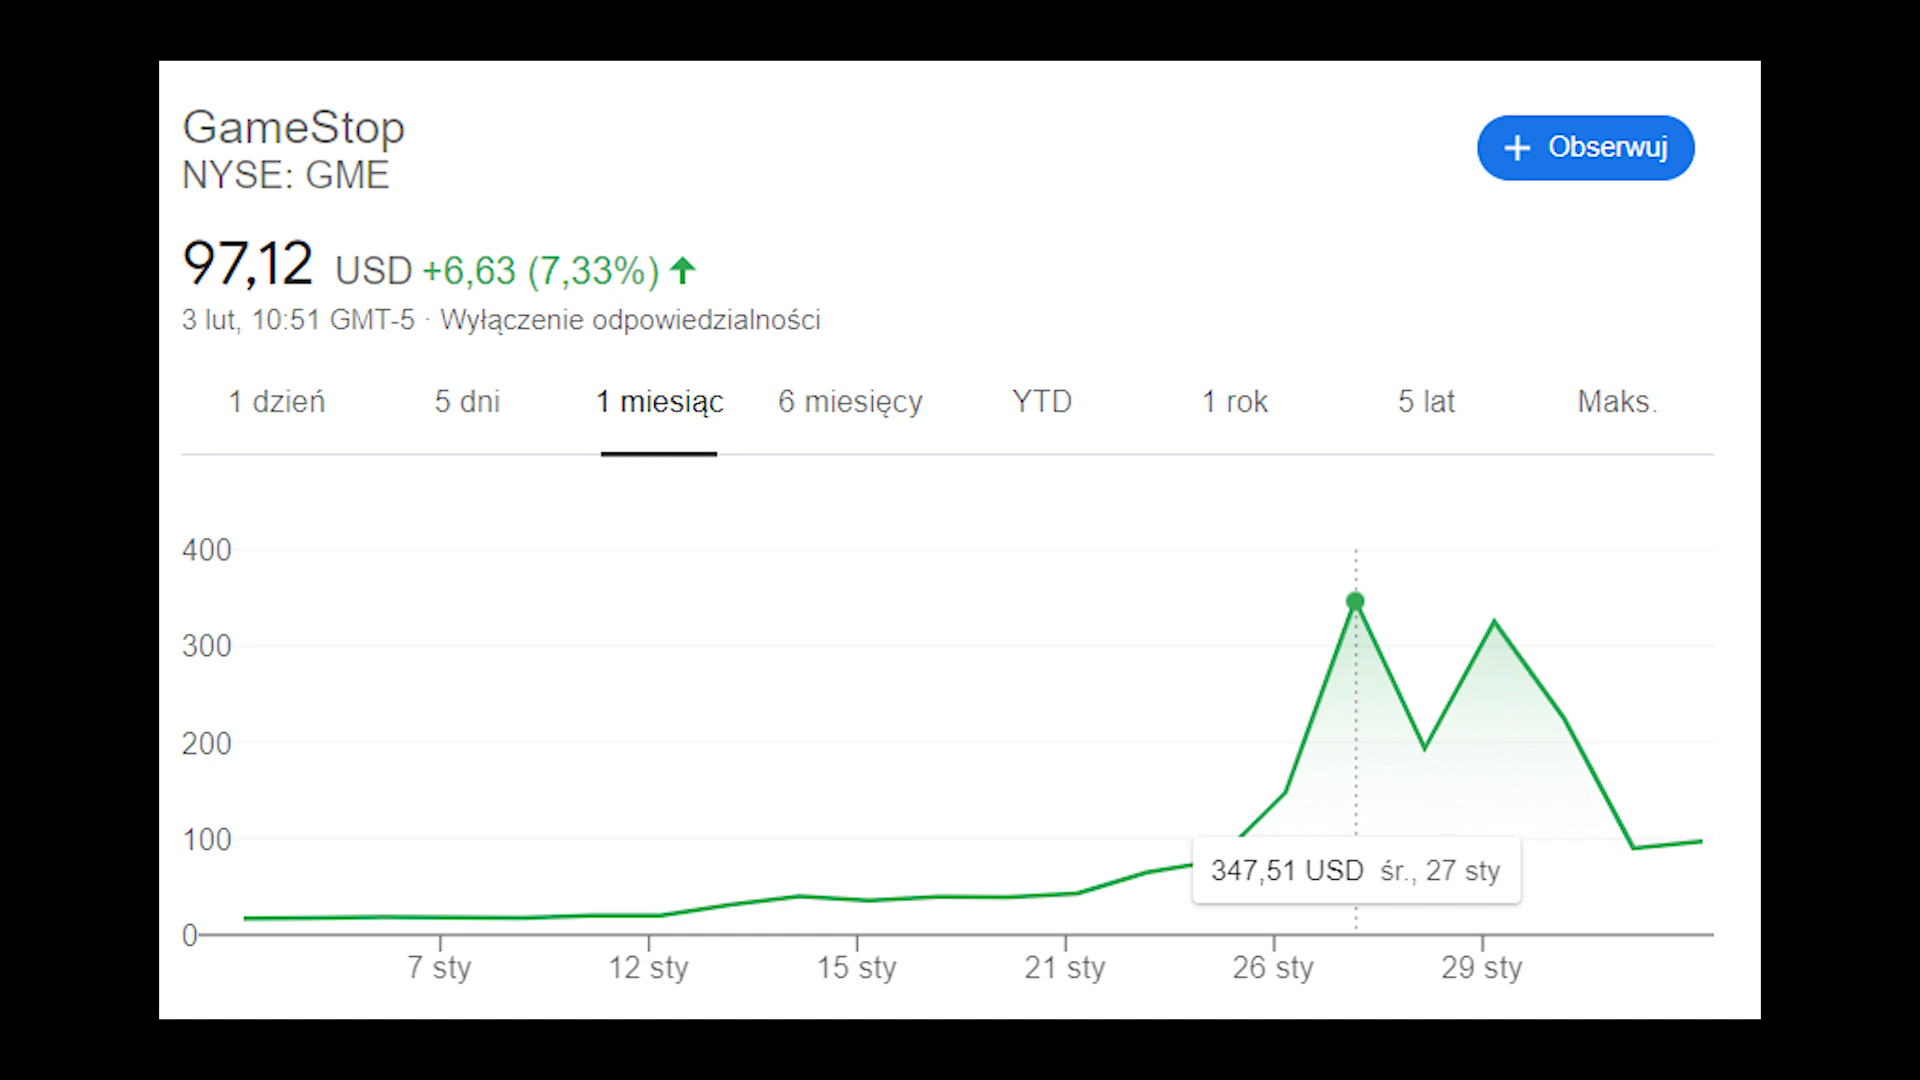 GameStop
NYSE: GME
+ Obserwuj
97,12 USD +6,63 (7,33%)
3 lut, 10:51 GMT-5 · Wyłączenie odpowiedzialności
1 dzień 5 dni 1 miesiąc 6 miesięcy YTD 1 rok 5 lat Maks.
400
300
200
100
347,51 USD śr., 27 sty
0
7 sty 12 sty 15 sty 21 sty 26 sty 29 sty